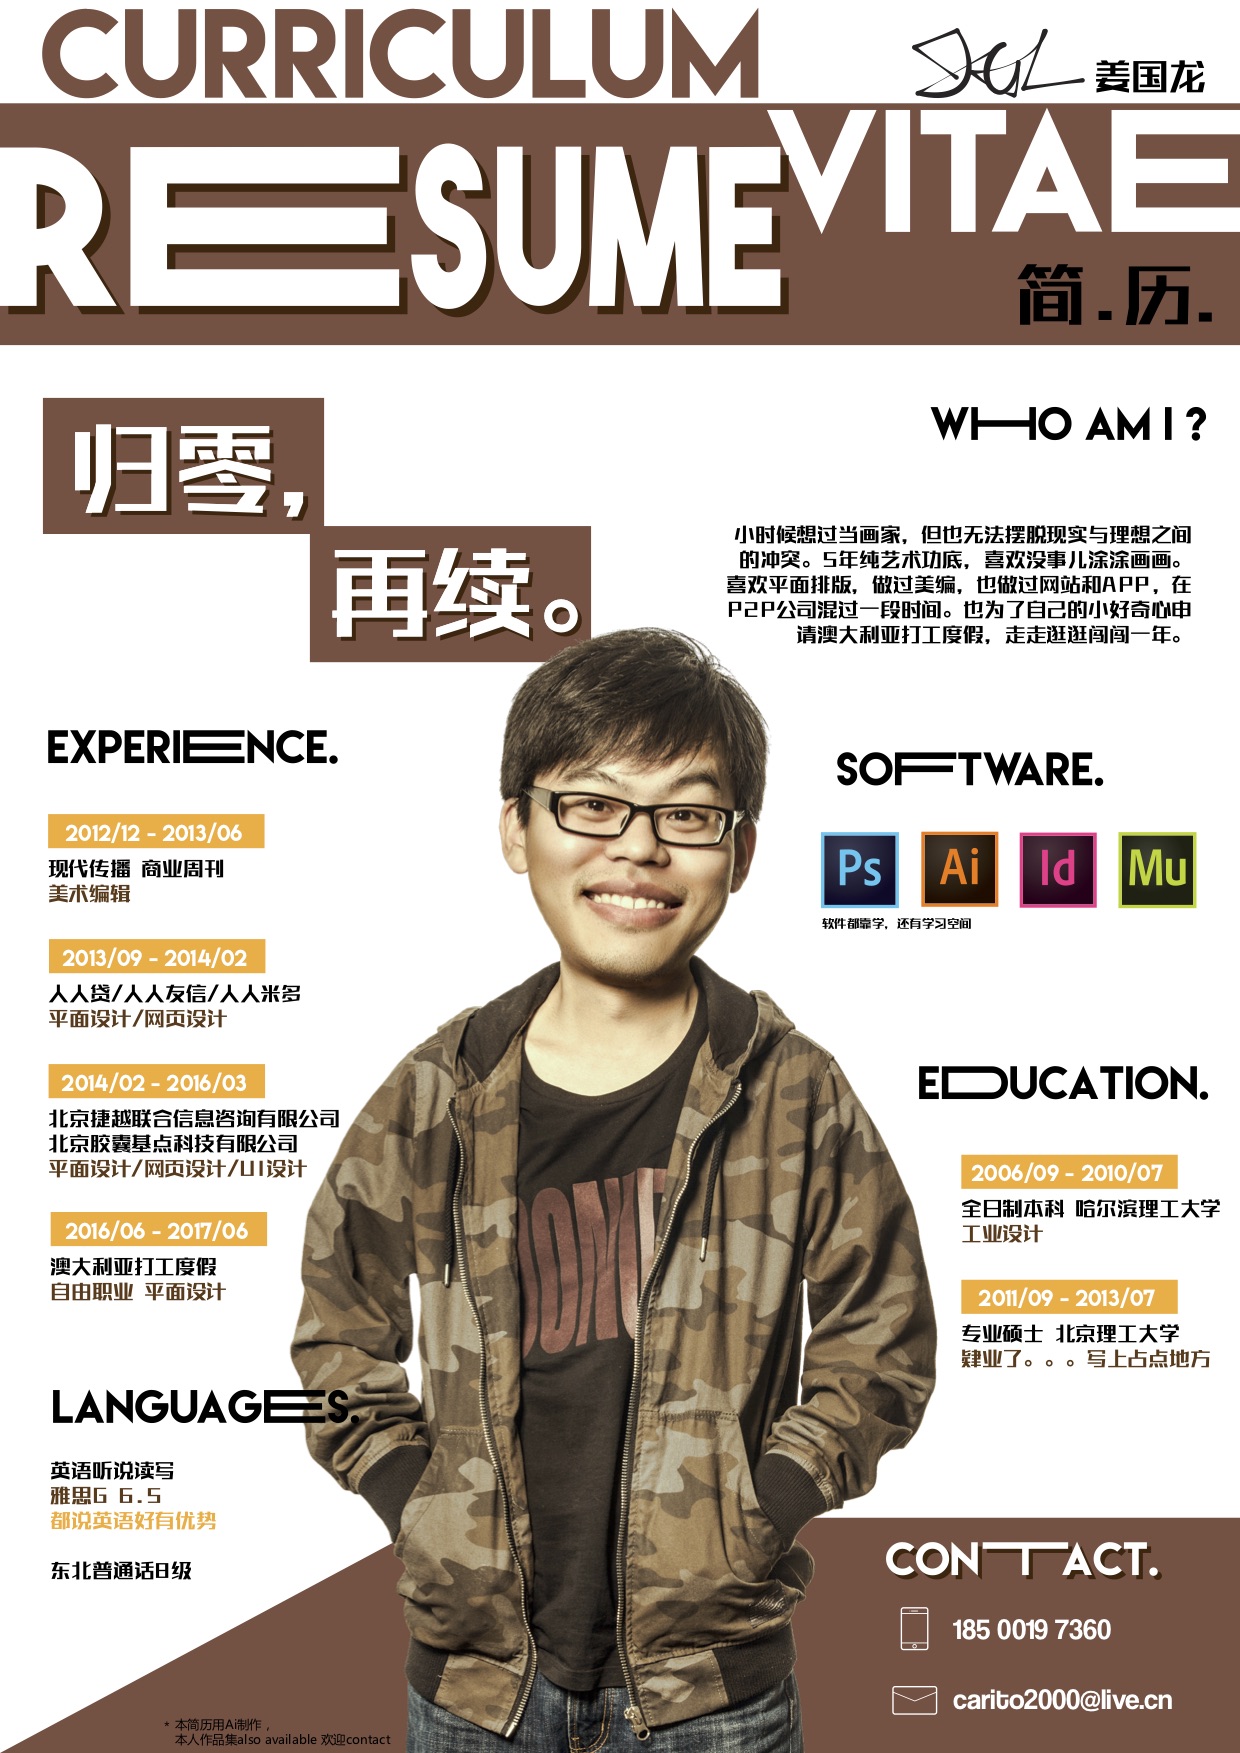 CURRICULUM
JGL 姜国龙
VITAE
RESUME
简.历.
归零，
再续。
WHO AM I ?
小时候想过当画家，但也无法摆脱现实与理想之间
的冲突。5年纯艺术功底，喜欢没事儿涂涂画画。
喜欢平面排版，做过美编，也做过网站和APP，在
P2P公司混过一段时间。也为了自己的小好奇心申
请澳大利亚打工度假，走走逛逛闯闯一年。
EXPERIENCE.
2012/12 - 2013/06
现代传播 商业周刊
美术编辑
2013/09 - 2014/02
人人贷/人人友信/人人米多
平面设计/网页设计
2014/02 - 2016/03
北京捷越联合信息咨询有限公司
北京胶囊基点科技有限公司
平面设计/网页设计/UI设计
2016/06 - 2017/06
澳大利亚打工度假
自由职业 平面设计
LANGUAGES.
英语听说读写
雅思G 6.5
都说英语好有优势
东北普通话8级
SOFTWARE.
Ps Ai Id Mu
软件都靠学，还有学习空间
EDUCATION.
2006/09 - 2010/07
全日制本科 哈尔滨理工大学
工业设计
2011/09 - 2013/07
专业硕士 北京理工大学
肄业了。。。写上占点地方
CONTACT.
185 0019 7360
carito2000@live.cn
* 本简历用Ai制作，
本人作品集also available 欢迎contact